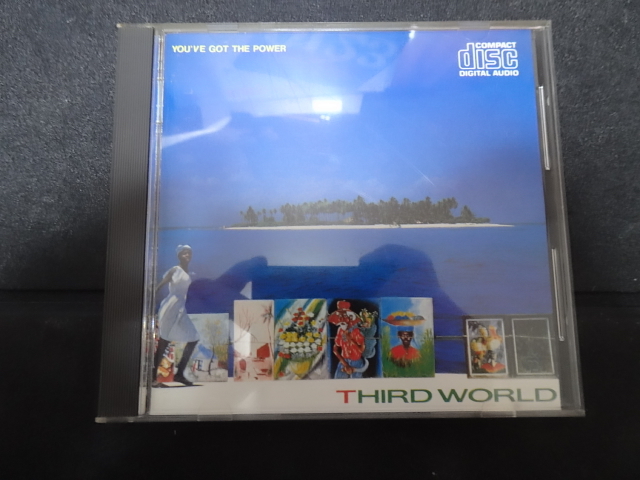 YOU'VE GOT THE POWER
COMPACT
disc
DIGITAL AUDIO
THIRD WORLD